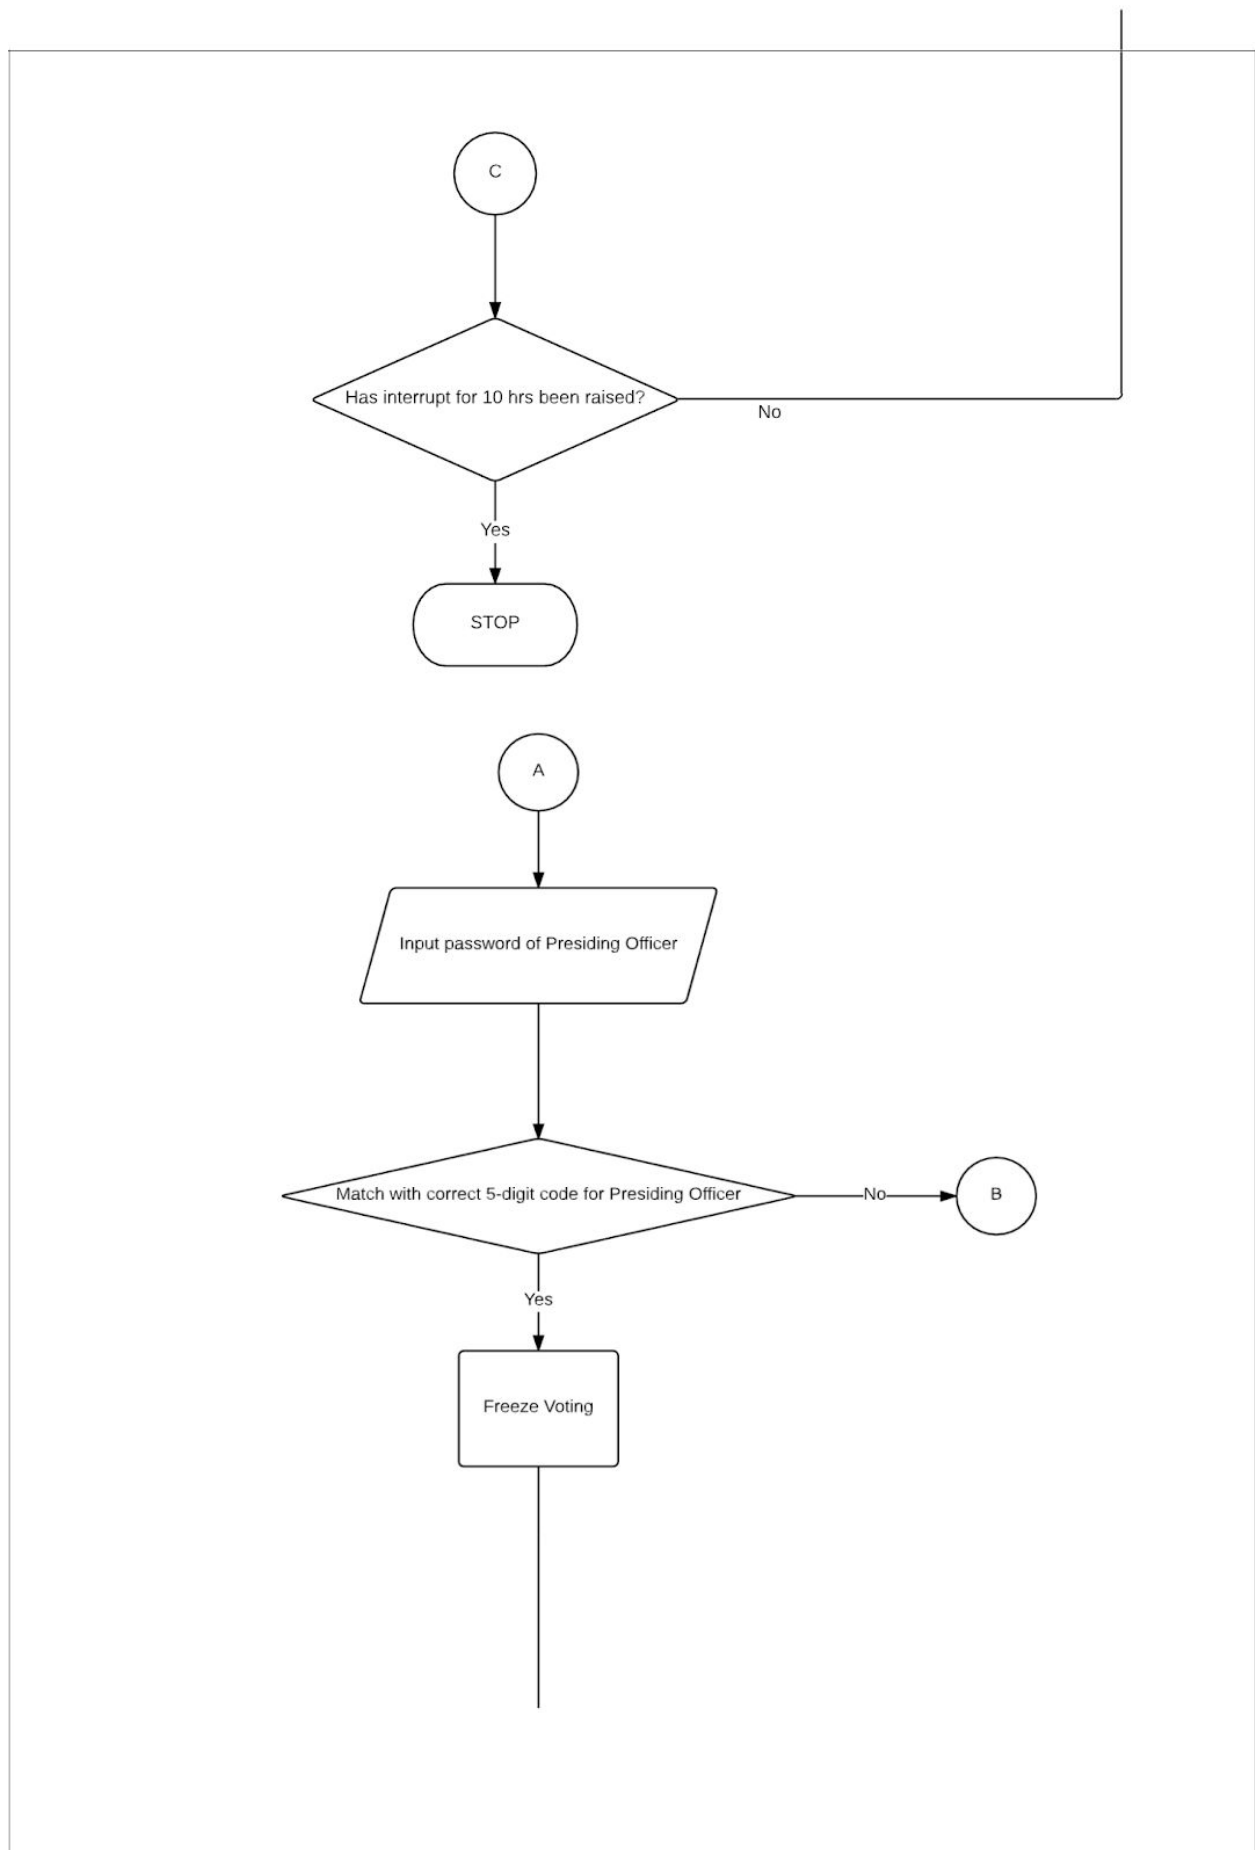 C
Has interrupt for 10 hrs been raised?
No
Yes
STOP
A
Input password of Presiding Officer
Match with correct 5-digit code for Presiding Officer
No
B
Yes
Freeze Voting